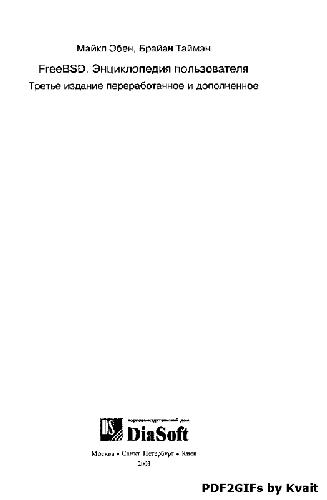 Майкл Эбен, Брайан Таймэн
FreeBSD. Энциклопедия пользователя
Третье издание переработанное и дополненное
торгово-издательский дом
DiaSoft
Москва • Санкт-Петербург • Киев
2003
PDF2GIFs by Kvait